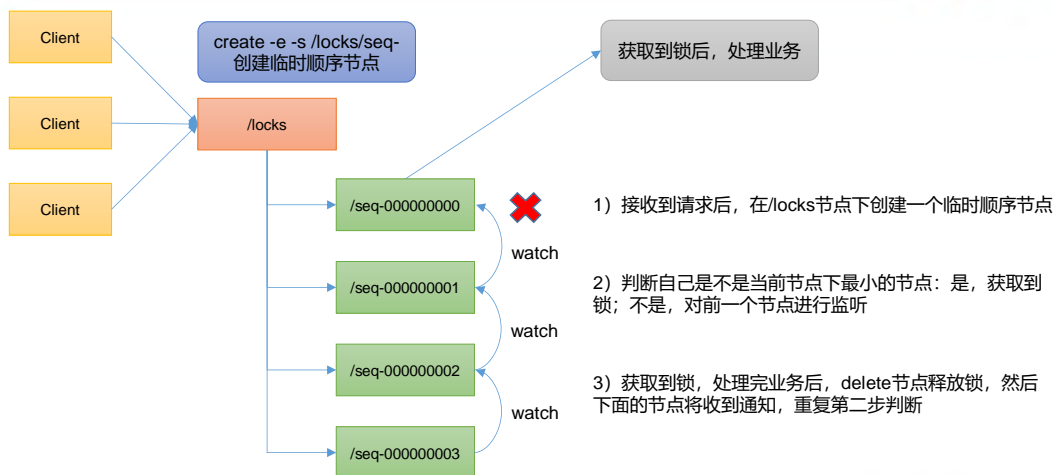 Client
create -e -s /locks/seq-
创建临时顺序节点
获取到锁后，处理业务
Client
/locks
Client
/seq-000000000
1）接收到请求后，在/locks节点下创建一个临时顺序节点
watch
/seq-000000001
2）判断自己是不是当前节点下最小的节点：是，获取到
锁；不是，对前一个节点进行监听
watch
/seq-000000002
3）获取到锁，处理完业务后，delete节点释放锁，然后
下面的节点将收到通知，重复第二步判断
watch
/seq-000000003